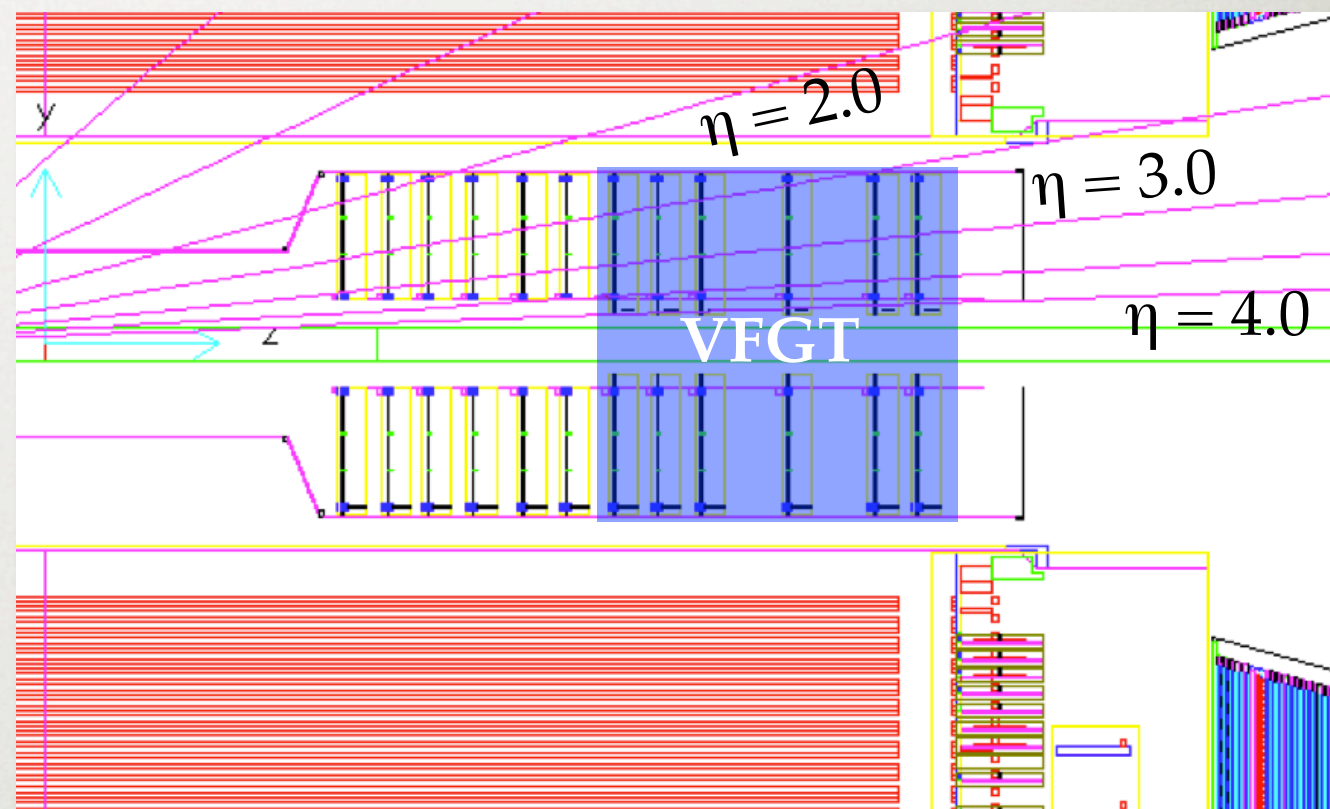 η = 2.0
y
η = 3.0
η = 4.0
z
VFGT